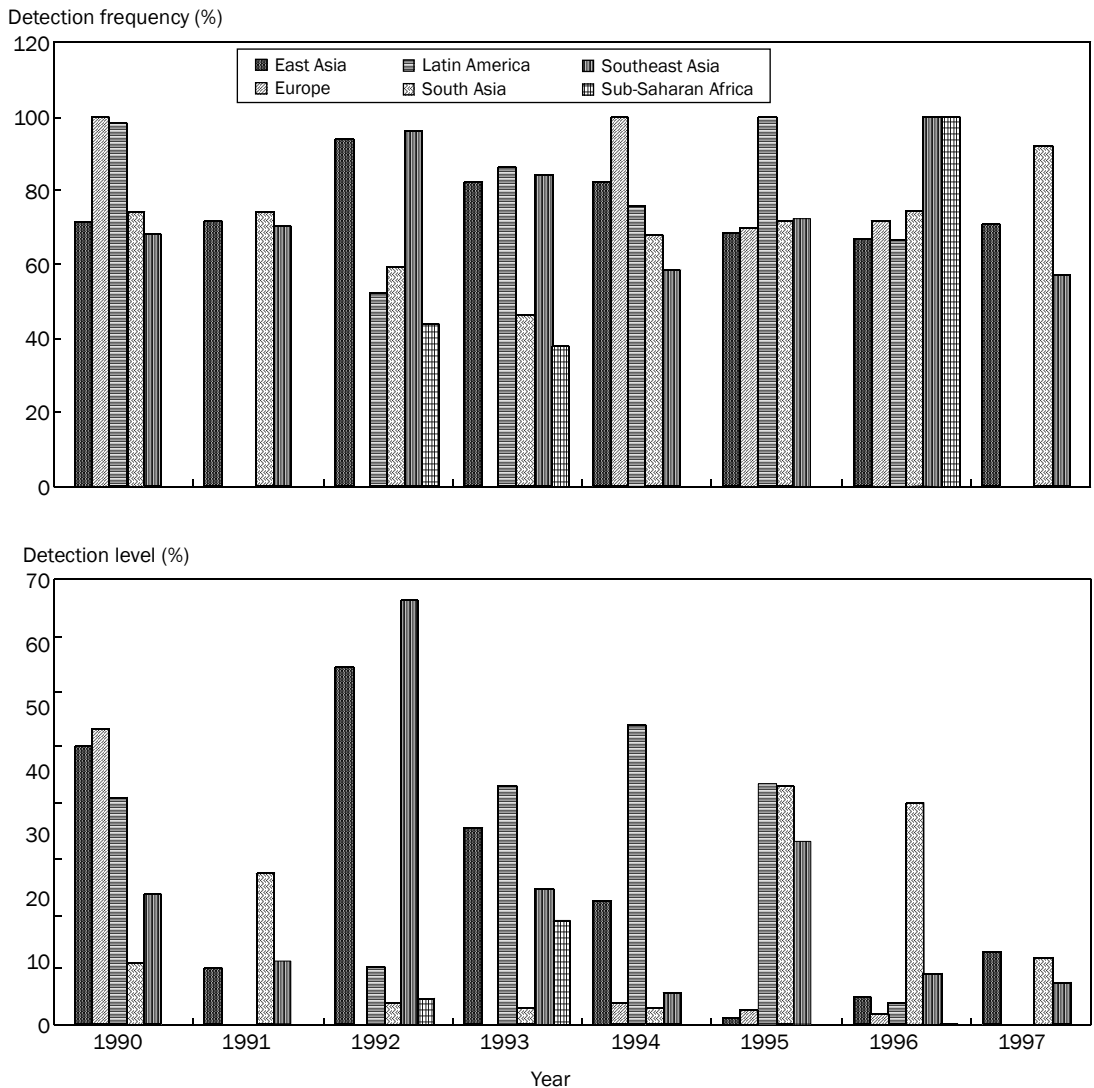 Detection frequency (%)
120
East Asia Latin America Southeast Asia
Europe South Asia Sub-Saharan Africa
100
80
60
40
20
0
Detection level (%)
70
60
50
40
30
20
10
0
1990 1991 1992 1993 1994 1995 1996 1997
Year